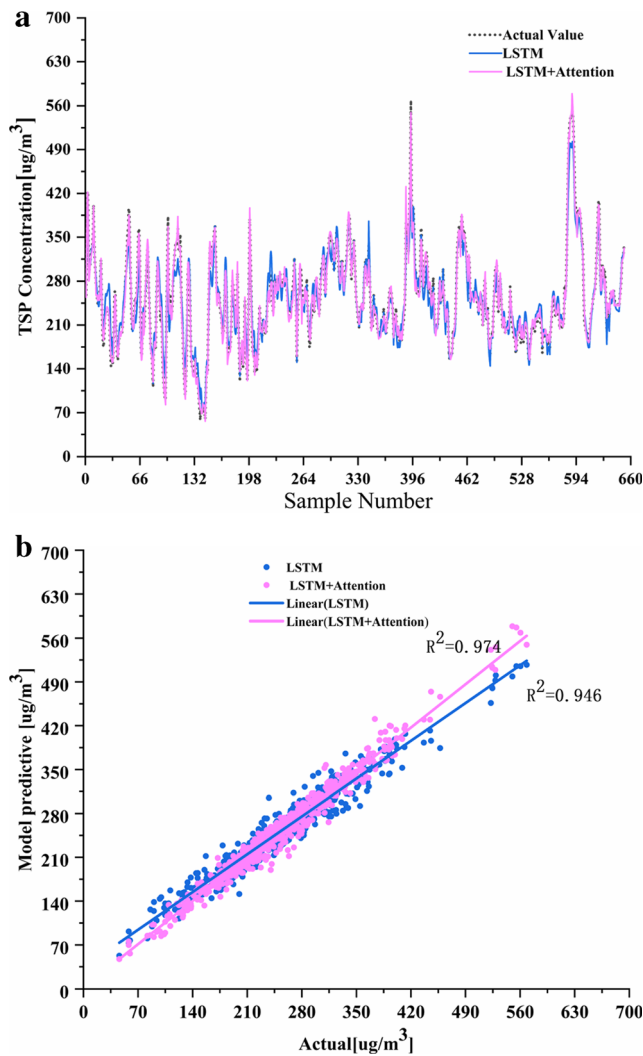 a
700
630
560
490
420
350
280
210
140
70
0
TSP Concentration[ug/m³]
Actual Value
LSTM
LSTM+Attention
0 66 132 198 264 330 396 462 528 594 660
Sample Number
b
700
630
560
490
420
350
280
210
140
70
0
Model predictive [ug/m³]
LSTM
LSTM+Attention
Linear(LSTM)
Linear(LSTM+Attention)
R²=0.974
R²=0.946
0 70 140 210 280 350 420 490 560 630 700
Actual[ug/m³]